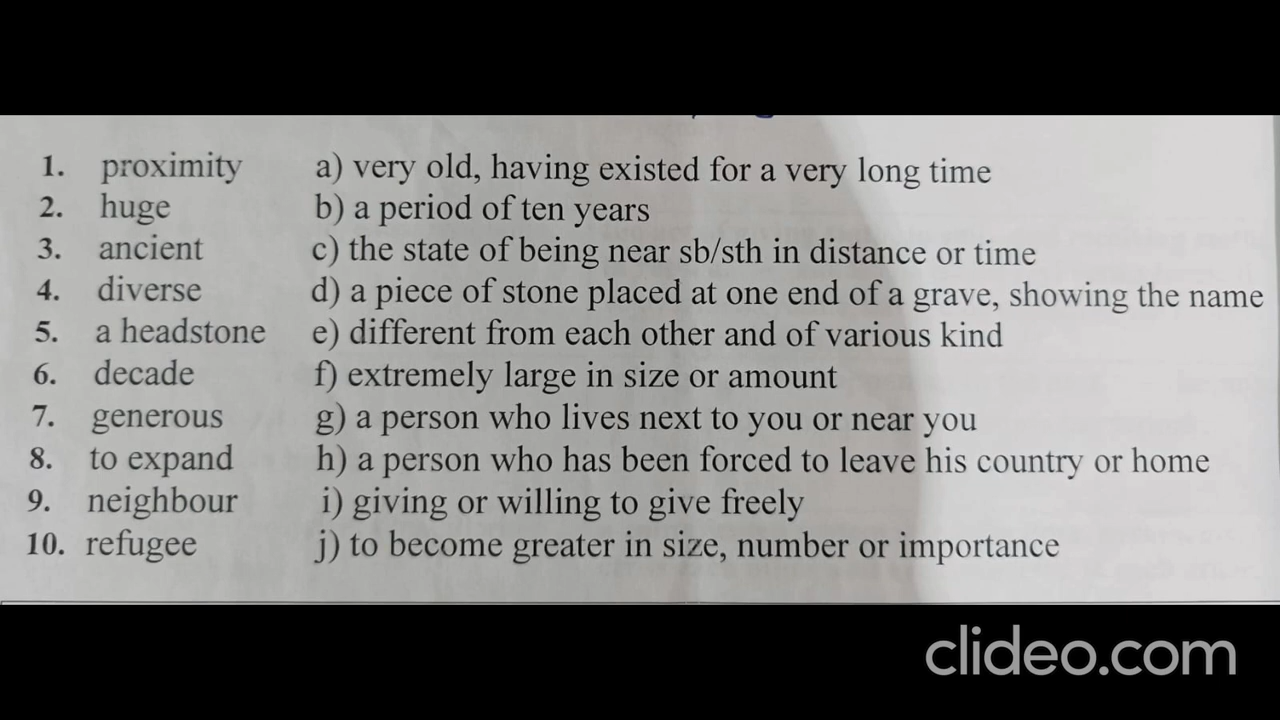 1. proximity a) very old, having existed for a very long time
2. huge b) a period of ten years
3. ancient c) the state of being near sb/sth in distance or time
4. diverse d) a piece of stone placed at one end of a grave, showing the name
5. a headstone e) different from each other and of various kind
6. decade f) extremely large in size or amount
7. generous g) a person who lives next to you or near you
8. to expand h) a person who has been forced to leave his country or home
9. neighbour i) giving or willing to give freely
10. refugee j) to become greater in size, number or importance
clideo.com